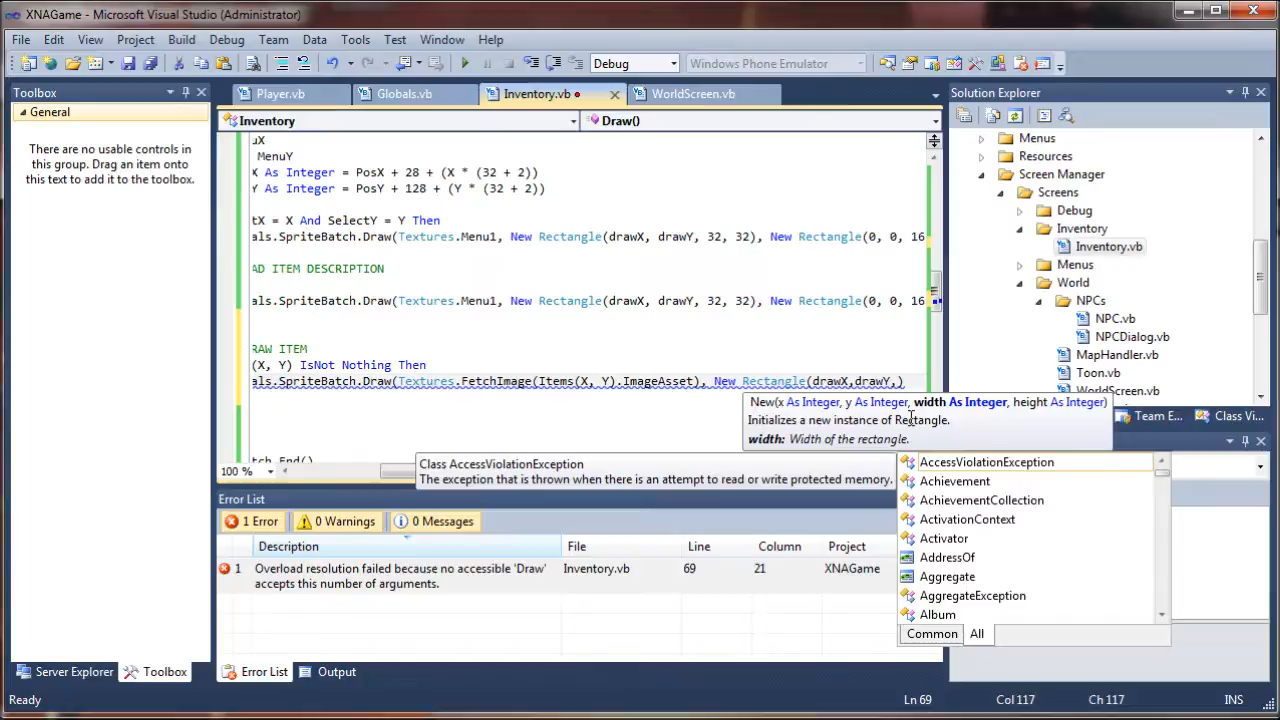 XNAGame - Microsoft Visual Studio (Administrator)
File Edit View Project Build Debug Team Data Tools Test Window Help
Debug Windows Phone Emulator
Toolbox
General
There are no usable controls in
this group. Drag an item onto
this text to add it to the toolbox.
Server Explorer Toolbox
Player.vb Globals.vb Inventory.vb WorldScreen.vb
Inventory Draw()
uX
MenuY
X As Integer = PosX + 28 + (X * (32 + 2))
Y As Integer = PosY + 128 + (Y * (32 + 2))
tX = X And SelectY = Y Then
als.SpriteBatch.Draw(Textures.Menu1, New Rectangle(drawX, drawY, 32, 32), New Rectangle(0, 0, 16
AD ITEM DESCRIPTION
als.SpriteBatch.Draw(Textures.Menu1, New Rectangle(drawX, drawY, 32, 32), New Rectangle(0, 0, 16
RAW ITEM
(X, Y) IsNot Nothing Then
als.SpriteBatch.Draw(Textures.FetchImage(Items(X, Y).ImageAsset), New Rectangle(drawX,drawY,)
New(x As Integer, y As Integer, width As Integer, height As Integer)
Initializes a new instance of Rectangle.
width: Width of the rectangle.
tch.End()
Class AccessViolationException
The exception that is thrown when there is an attempt to read or write protected memory.
AccessViolationException
Achievement
AchievementCollection
ActivationContext
Activator
AddressOf
Aggregate
AggregateException
Album
Common All
100 %
Error List
1 Error 0 Warnings 0 Messages
Description File Line Column Project
1 Overload resolution failed because no accessible 'Draw' accepts this number of arguments. Inventory.vb 69 21 XNAGame
Error List Output
Solution Explorer
Menus
Resources
Screen Manager
Screens
Debug
Inventory
Inventory.vb
Menus
World
NPCs
NPC.vb
NPCDialog.vb
MapHandler.vb
Toon.vb
WorldScreen.vb
Team E... Class Vi...
Ready Ln 69 Col 117 Ch 117 INS